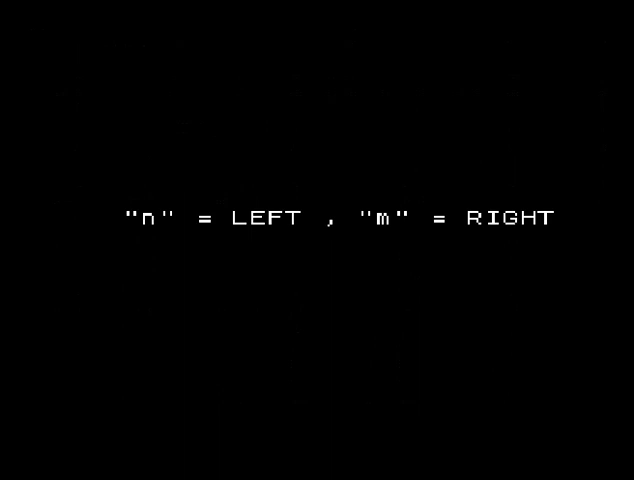 "n" = LEFT , "m" = RIGHT